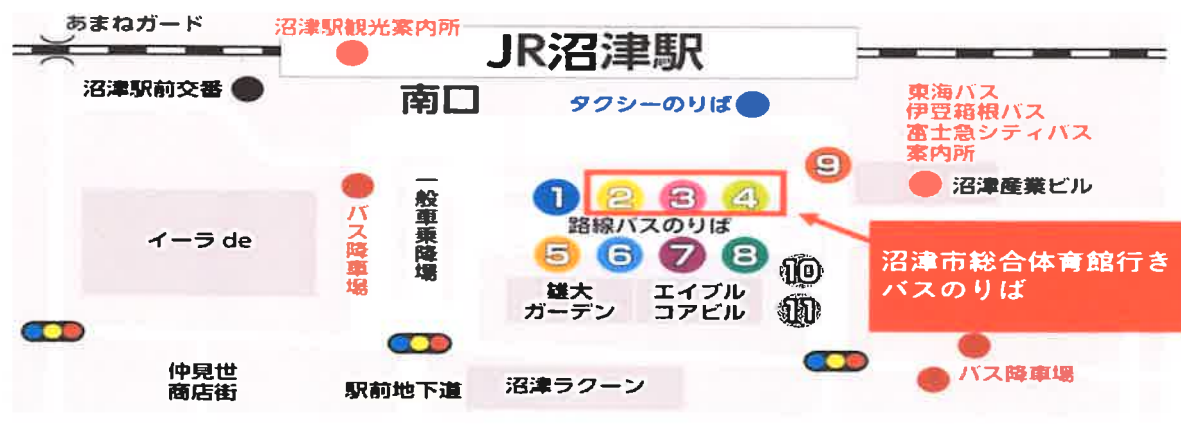 あまねガード
沼津駅観光案内所
JR沼津駅
沼津駅前交番
南口
タクシーのりば
東海バス
伊豆箱根バス
富士急シティバス
案内所
沼津産業ビル
9
1
2
3
4
路線バスのりば
5
6
7
8
10
11
バス降車場
一般車乗降場
イーラ de
雄大
ガーデン
エイブル
コアビル
沼津市総合体育館行き
バスのりば
仲見世
商店街
駅前地下道
沼津ラクーン
バス降車場